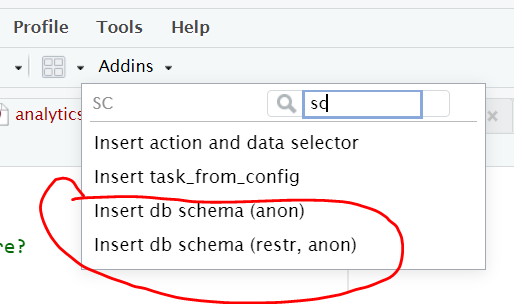 Profile Tools Help
Addins
analytics
SC sc
Insert action and data selector
Insert task_from_config
Insert db schema (anon)
Insert db schema (restr, anon)
re?